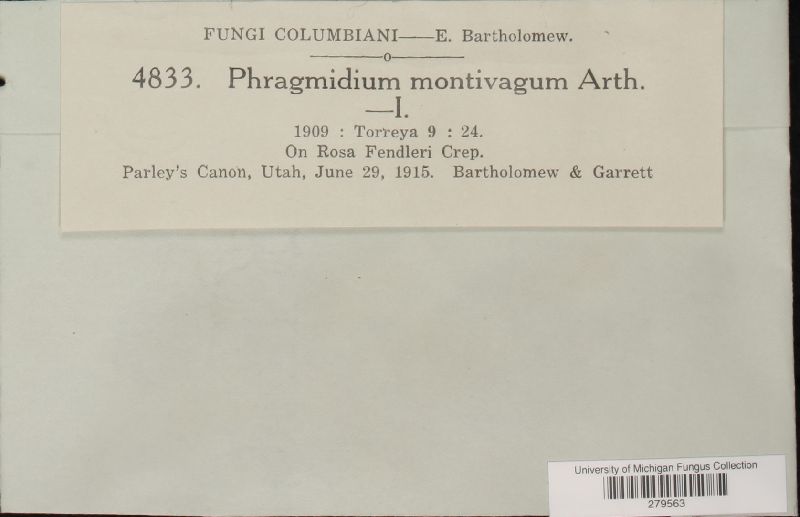 FUNGI COLUMBIANI——E. Bartholomew.
4833. Phragmidium montivagum Arth.
—I.
1909 : Torreya 9 : 24.
On Rosa Fendleri Crep.
Parley's Canon, Utah, June 29, 1915. Bartholomew & Garrett
University of Michigan Fungus Collection
279563